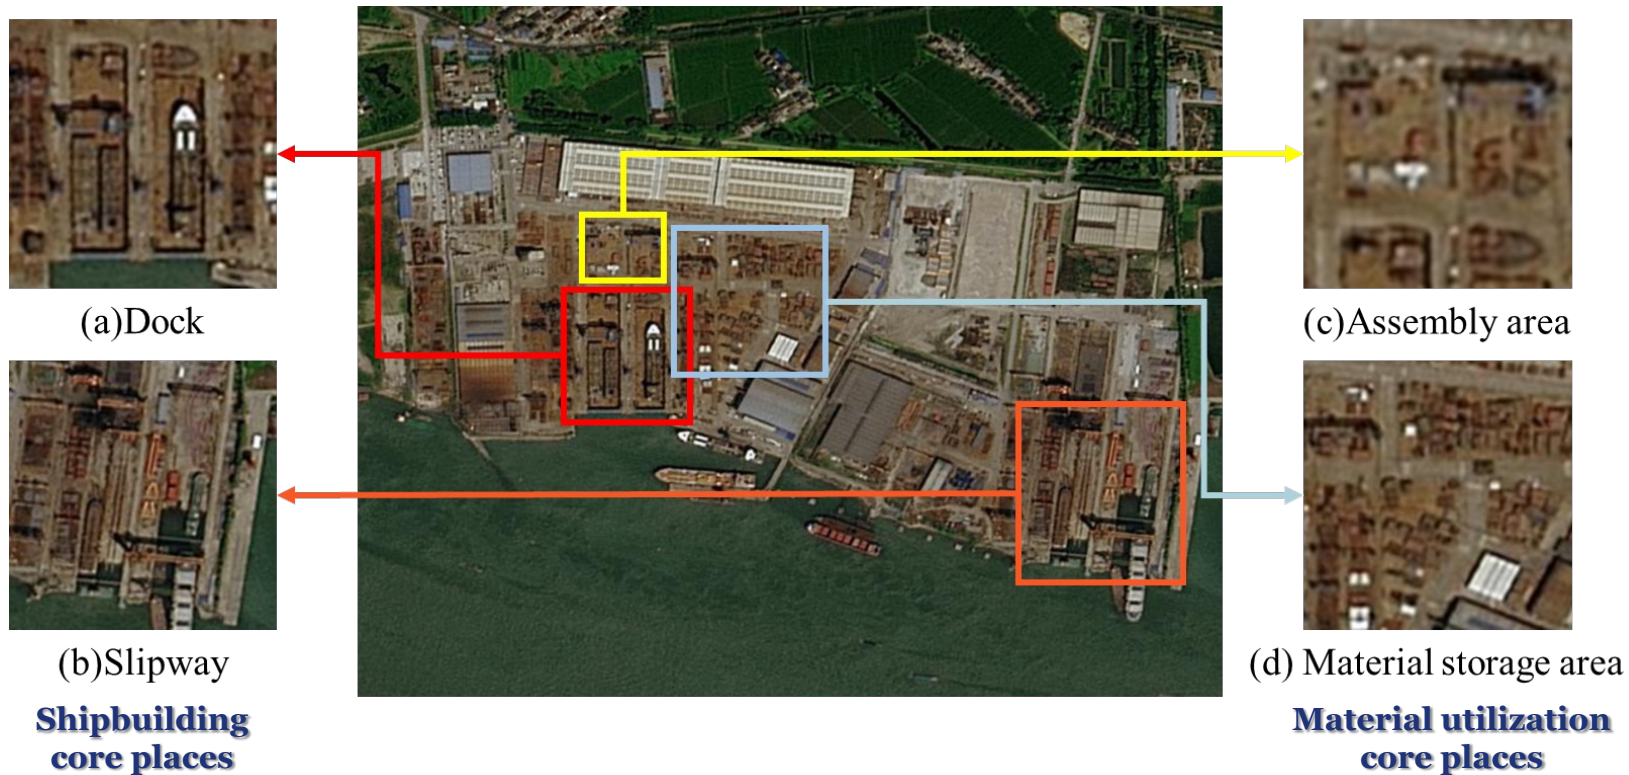 (a)Dock
(b)Slipway
Shipbuilding
core places
(c)Assembly area
(d) Material storage area
Material utilization
core places